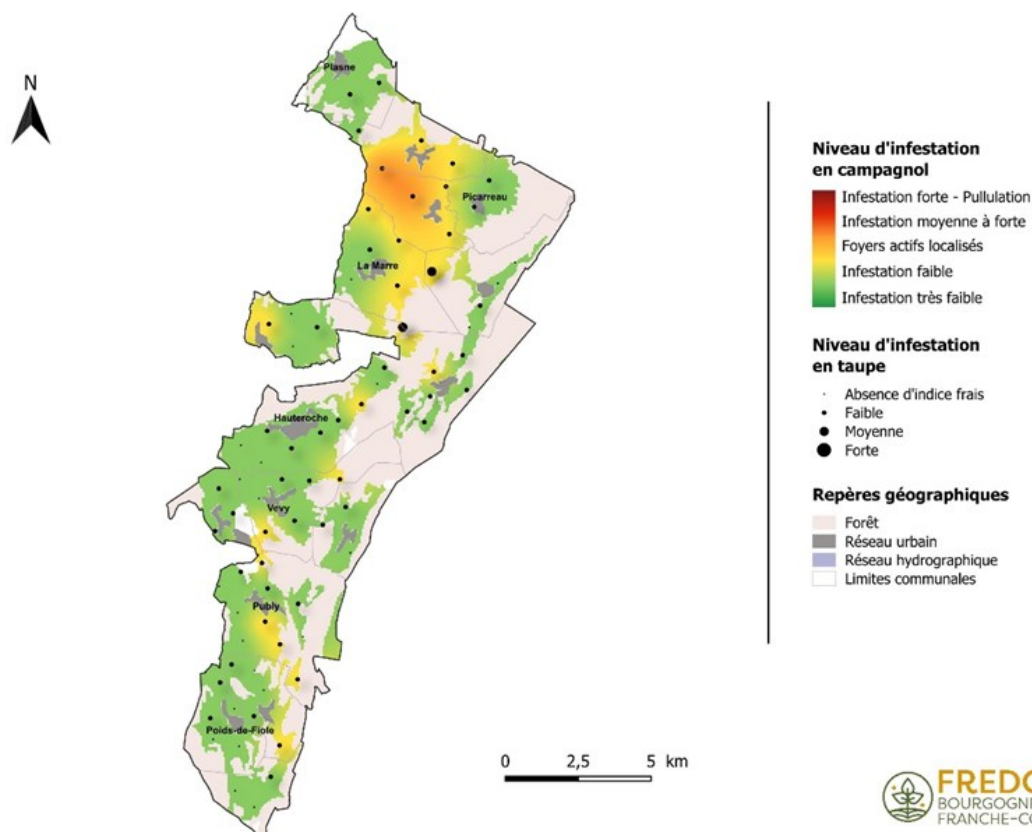 N
Plasne
Picarreau
La Marre
Hauteroche
Vevy
Publy
Poids-de-Fiole
0 2,5 5 km
Niveau d'infestation
en campagnol
Infestation forte - Pullulation
Infestation moyenne à forte
Foyers actifs localisés
Infestation faible
Infestation très faible
Niveau d'infestation
en taupe
Absence d'indice frais
Faible
Moyenne
Forte
Repères géographiques
Forêt
Réseau urbain
Réseau hydrographique
Limites communales
FREDO
BOURGOGNE
FRANCHE-CO